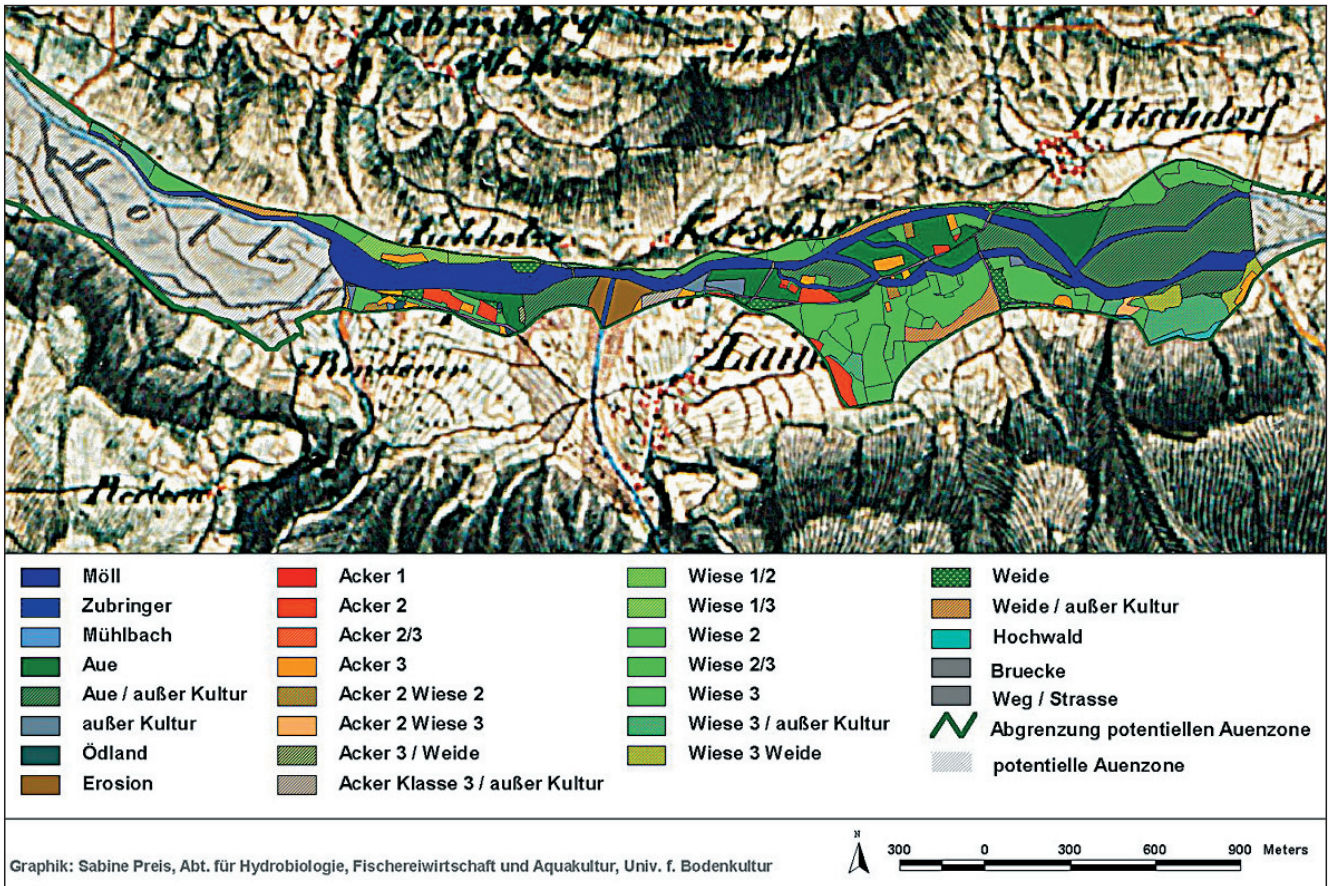 Witschdorf
Möll
Zubringer
Mühlbach
Aue
Aue / außer Kultur
außer Kultur
Ödland
Erosion
Acker 1
Acker 2
Acker 2/3
Acker 3
Acker 2 Wiese 2
Acker 2 Wiese 3
Acker 3 / Weide
Acker Klasse 3 / außer Kultur
Wiese 1/2
Wiese 1/3
Wiese 2
Wiese 2/3
Wiese 3
Wiese 3 / außer Kultur
Wiese 3 Weide
Weide
Weide / außer Kultur
Hochwald
Bruecke
Weg / Strasse
Abgrenzung potentiellen Auenzone
potentielle Auenzone
Graphik: Sabine Preis, Abt. für Hydrobiologie, Fischereiwirtschaft und Aquakultur, Univ. f. Bodenkultur
N
300 0 300 600 900 Meters